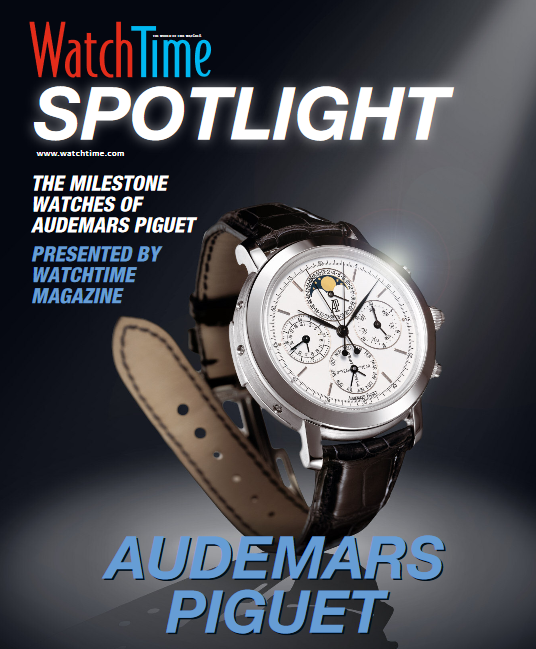 WatchTime
SPOTLIGHT
www.watchtime.com
THE MILESTONE
WATCHES OF
AUDEMARS PIGUET
PRESENTED BY
WATCHTIME
MAGAZINE
AUDEMARS
PIGUET